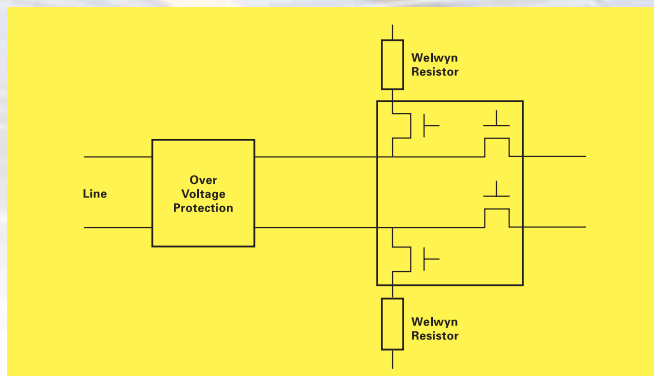 Welwyn
Resistor
Line
Over
Voltage
Protection
Welwyn
Resistor